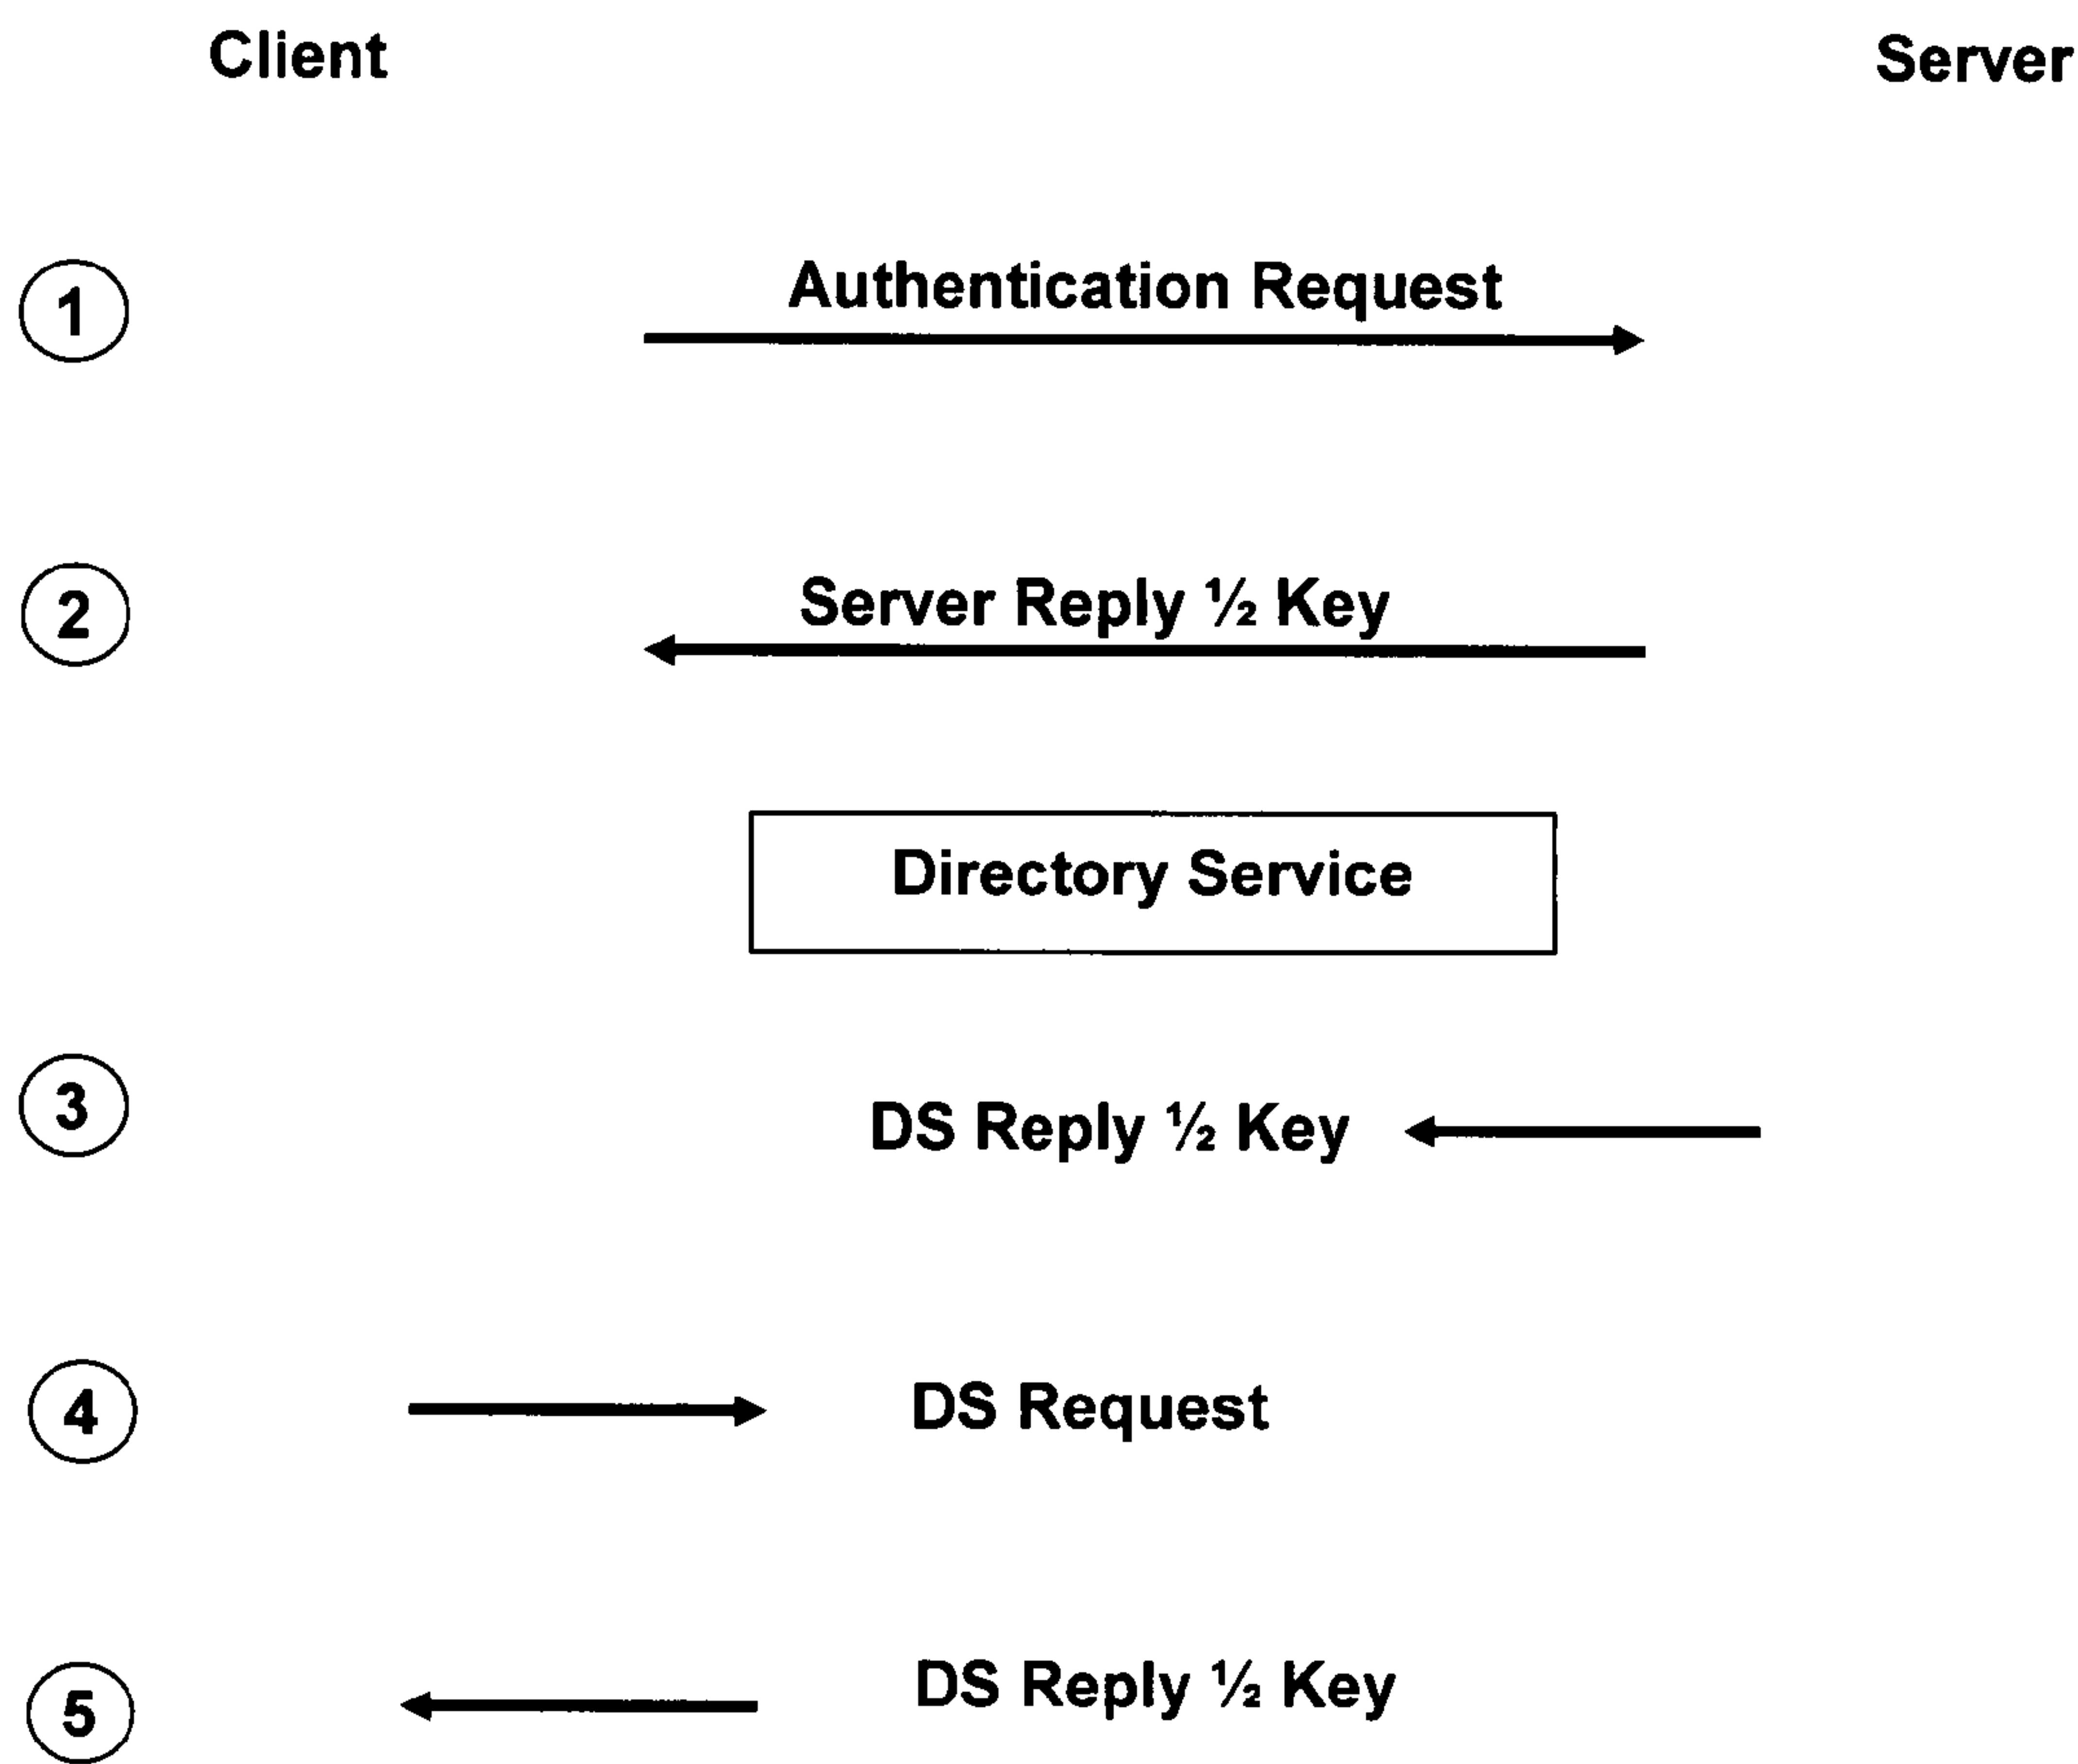 Client Server
1 Authentication Request
2 Server Reply ½ Key
Directory Service
3 DS Reply ½ Key
4 DS Request
5 DS Reply ½ Key